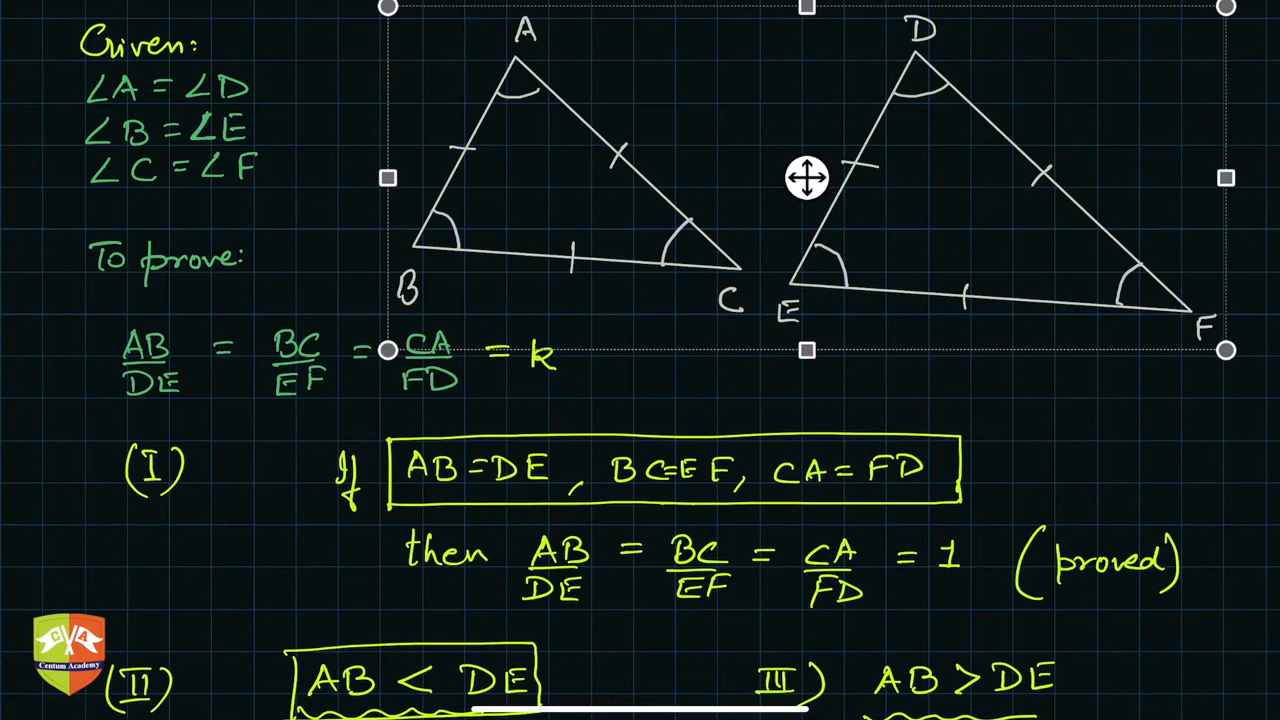 Given:
∠A = ∠D
∠B = ∠E
∠C = ∠F
A
D
B
C
E
F
To prove:
AB/DE = BC/EF = CA/FD = k
(I) If AB = DE, BC = EF, CA = FD
then AB/DE = BC/EF = CA/FD = 1 (proved)
C A
Centum Academy
(II) AB < DE III) AB > DE